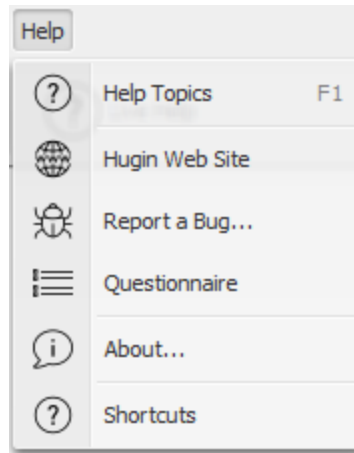 Help
Help Topics F1
Hugin Web Site
Report a Bug...
Questionnaire
About...
Shortcuts